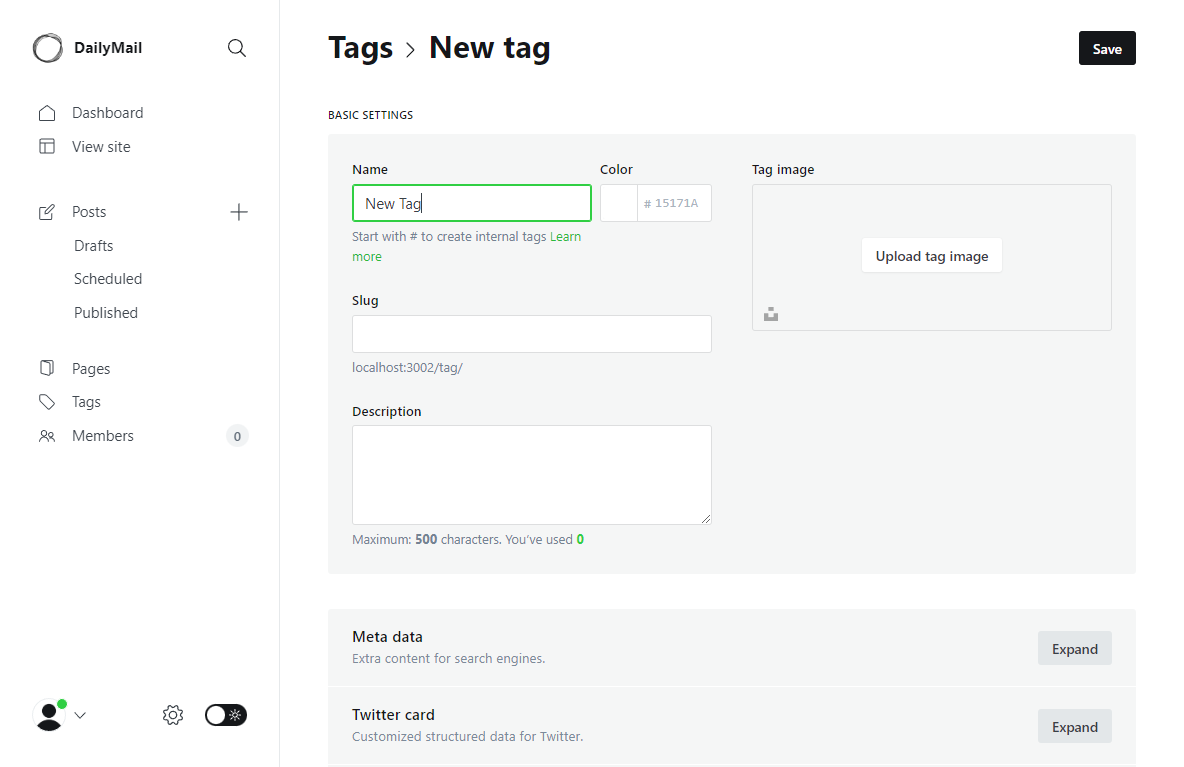 DailyMail
Dashboard
View site
Posts
Drafts
Scheduled
Published
Pages
Tags
Members 0
Tags > New tag
Save
BASIC SETTINGS
Name
New Tag
Start with # to create internal tags Learn
more
Color
# 15171A
Slug
localhost:3002/tag/
Description
Maximum: 500 characters. You’ve used 0
Tag image
Upload tag image
Meta data
Extra content for search engines.
Expand
Twitter card
Customized structured data for Twitter.
Expand